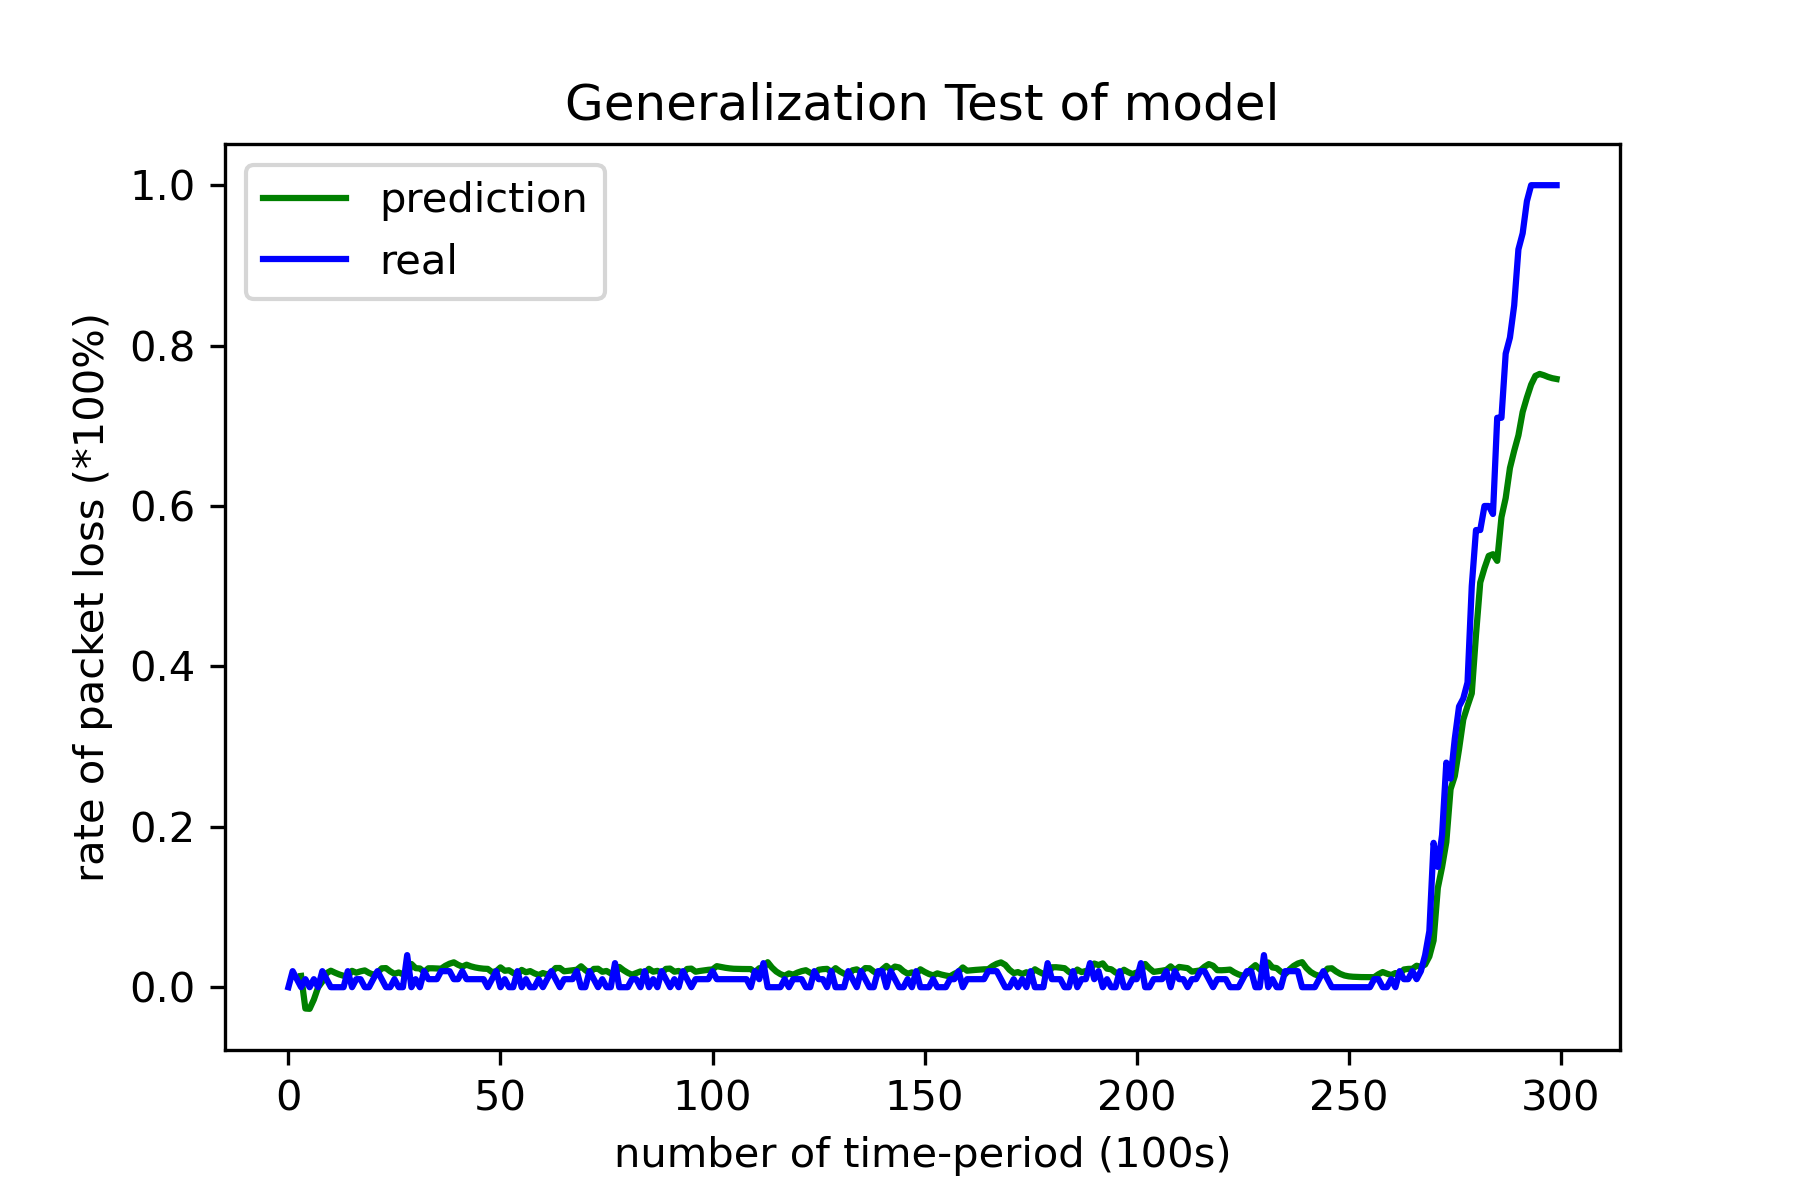 Generalization Test of model
prediction
real
1.0
0.8
0.6
0.4
0.2
0.0
rate of packet loss (*100%)
0 50 100 150 200 250 300
number of time-period (100s)